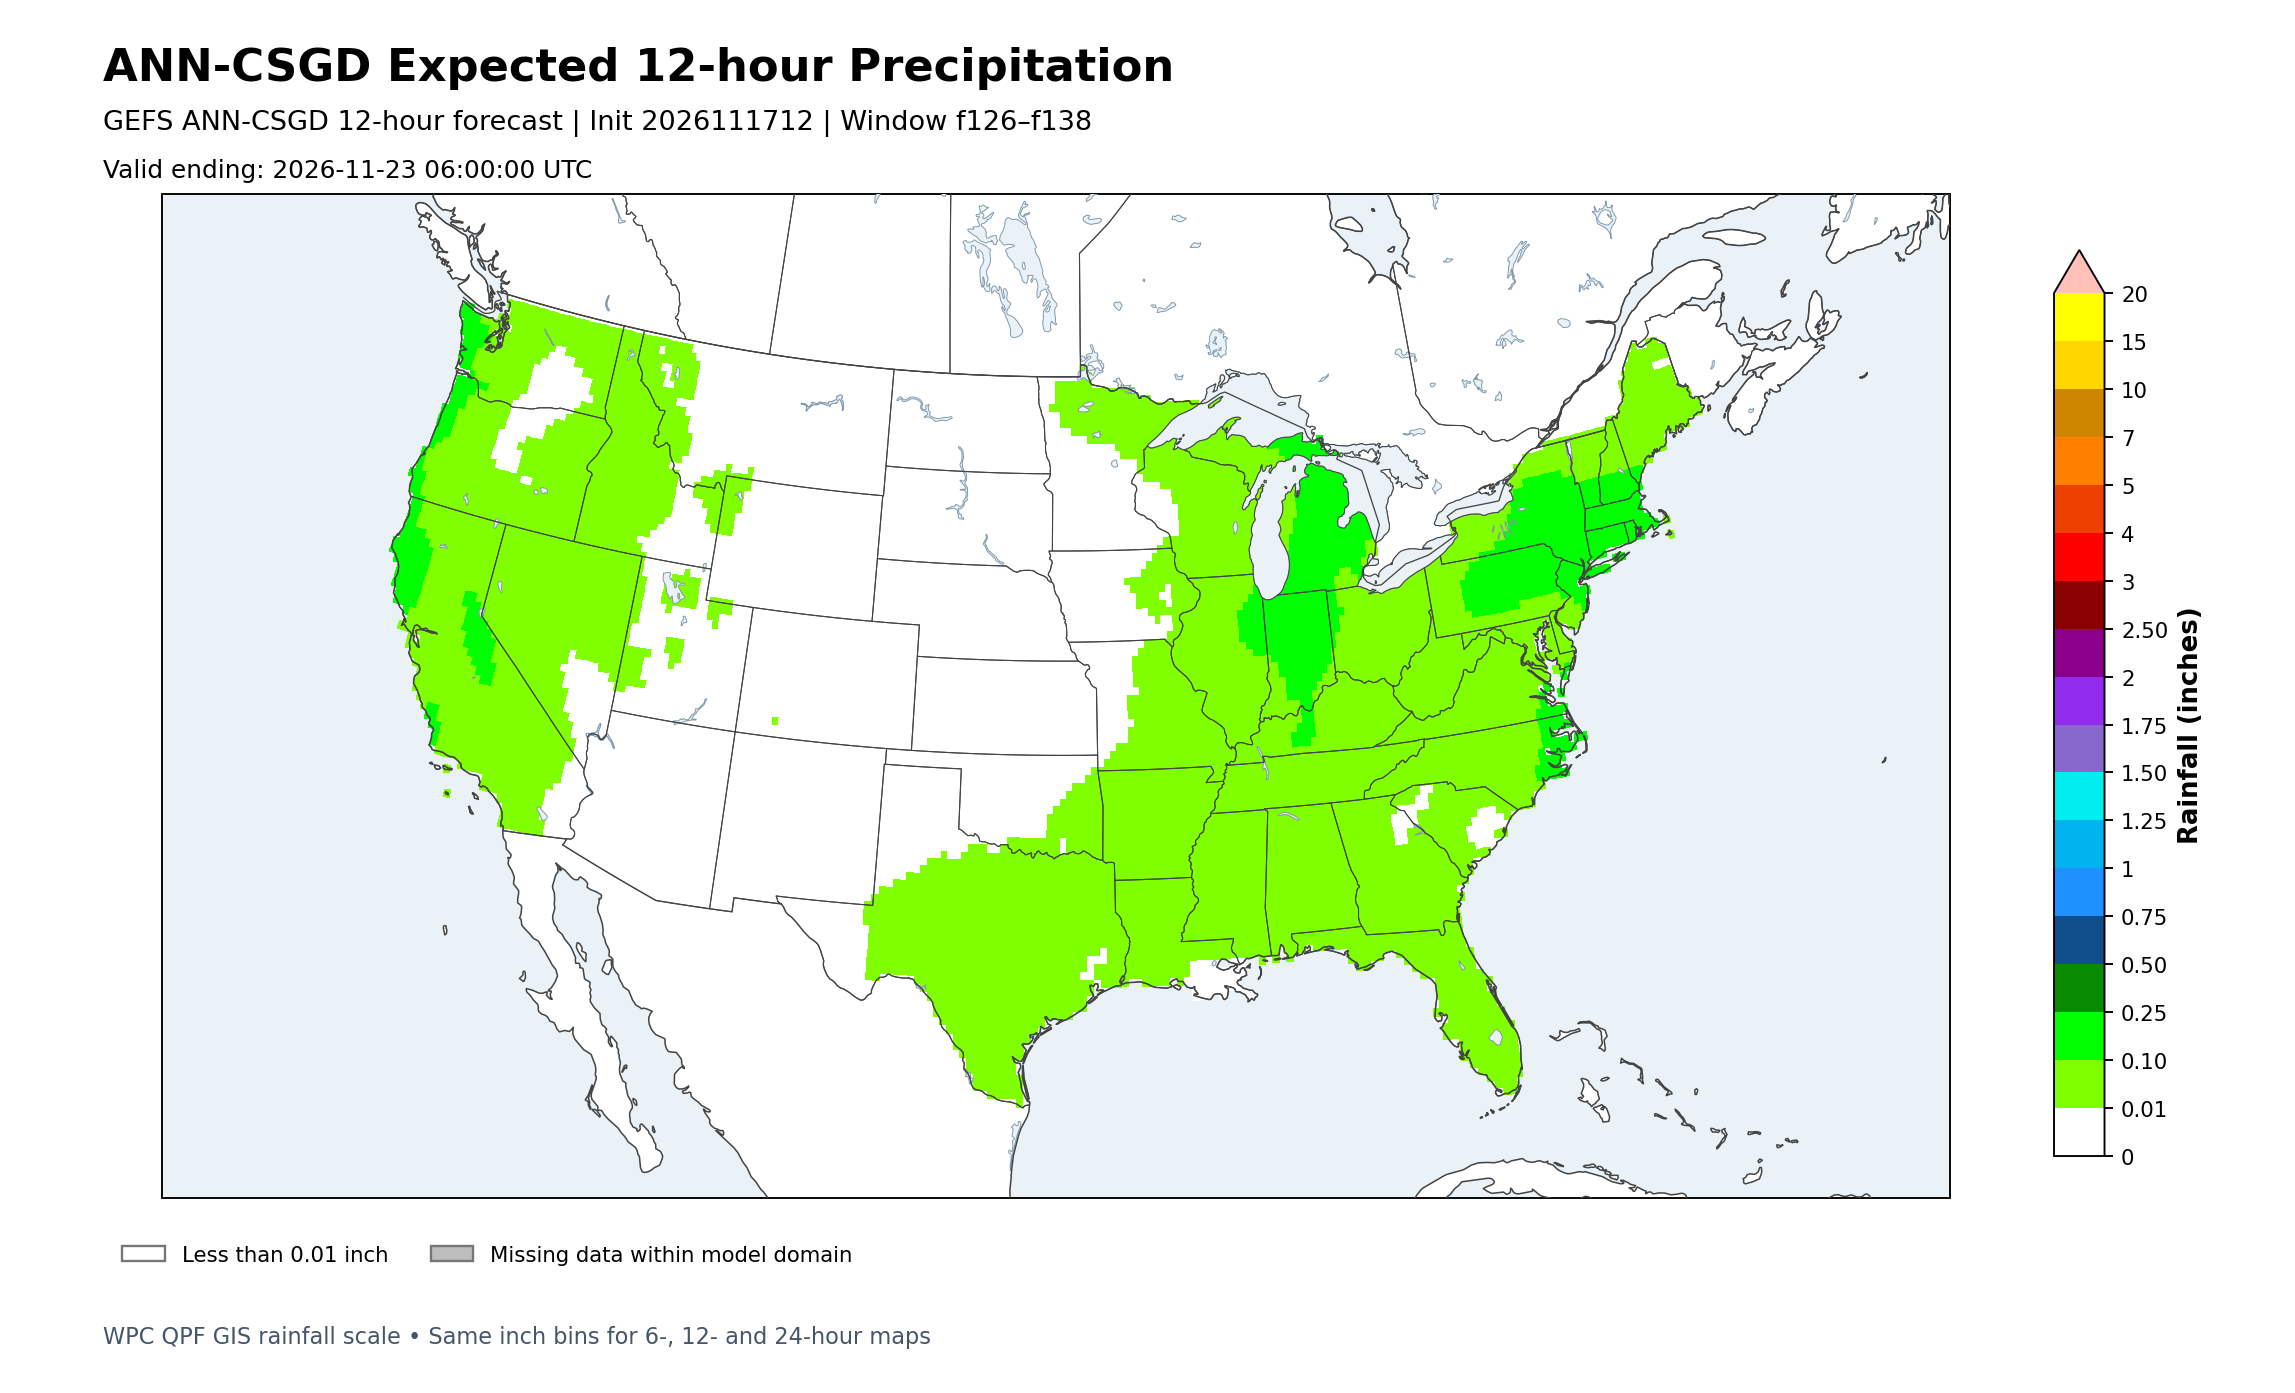 ANN-CSGD Expected 12-hour Precipitation
GEFS ANN-CSGD 12-hour forecast | Init 2026111712 | Window f126–f138
Valid ending: 2026-11-23 06:00:00 UTC
20
15
10
7
5
4
3
2.50
2
1.75
1.50
1.25
1
0.75
0.50
0.25
0.10
0.01
0
Rainfall (inches)
Less than 0.01 inch
Missing data within model domain
WPC QPF GIS rainfall scale • Same inch bins for 6-, 12- and 24-hour maps